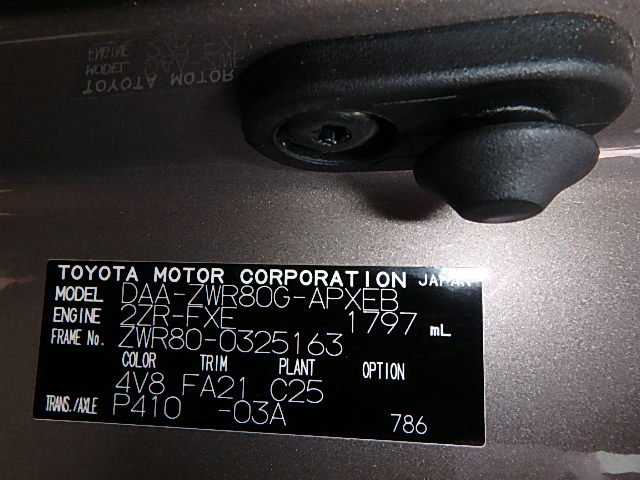 TOYOTA MOTOR CORPORATION JAPAN
MODEL DAA-ZWR80G-APXEB
ENGINE 2ZR-FXE 1797 mL
FRAME No. ZWR80-0325163
COLOR TRIM PLANT OPTION
4V8 FA21 C25
TRANS./AXLE P410 -03A 786